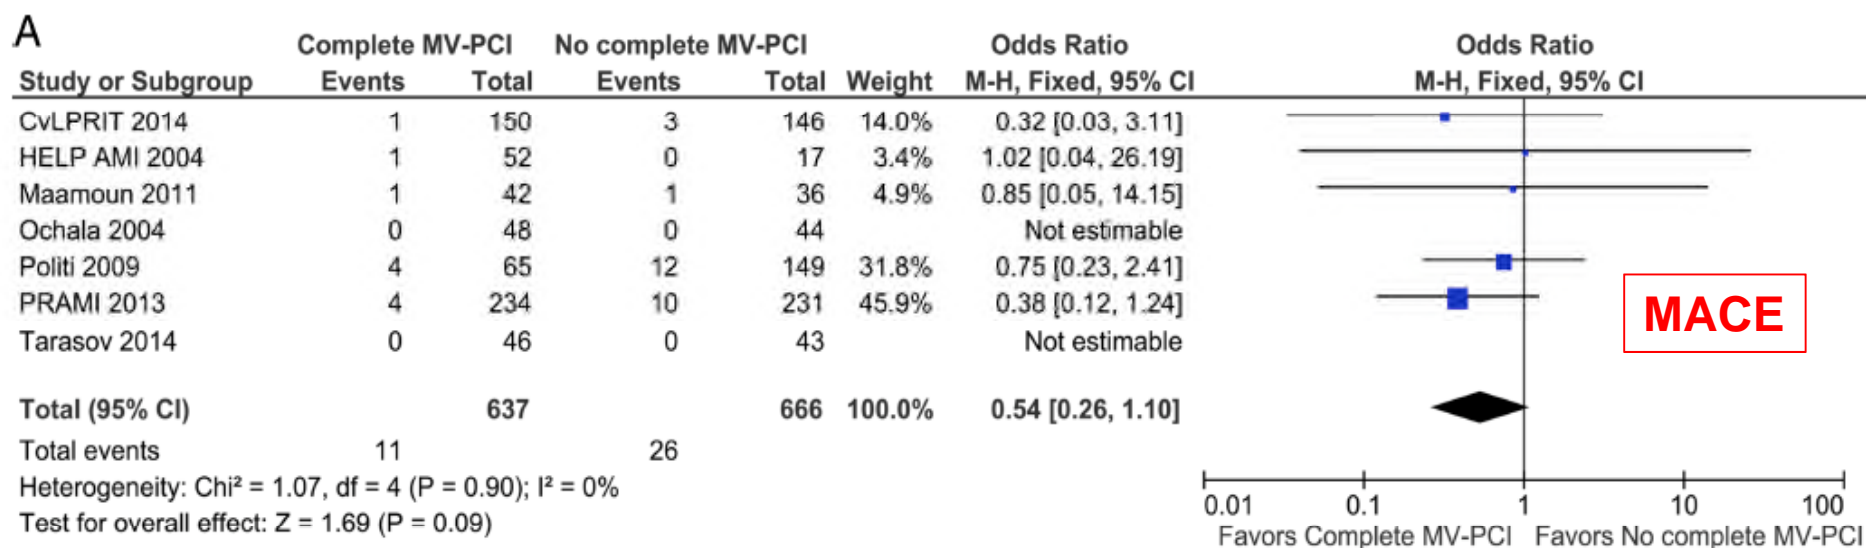 A
Complete MV-PCI No complete MV-PCI Odds Ratio Odds Ratio
Study or Subgroup Events Total Events Total Weight M-H, Fixed, 95% CI M-H, Fixed, 95% CI
CvLPRIT 2014 1 150 3 146 14.0% 0.32 [0.03, 3.11]
HELP AMI 2004 1 52 0 17 3.4% 1.02 [0.04, 26.19]
Maamoun 2011 1 42 1 36 4.9% 0.85 [0.05, 14.15]
Ochala 2004 0 48 0 44 Not estimable
Politi 2009 4 65 12 149 31.8% 0.75 [0.23, 2.41]
PRAMI 2013 4 234 10 231 45.9% 0.38 [0.12, 1.24]
MACE
Tarasov 2014 0 46 0 43 Not estimable
Total (95% CI) 637 666 100.0% 0.54 [0.26, 1.10]
Total events 11 26
Heterogeneity: Chi² = 1.07, df = 4 (P = 0.90); I² = 0%
Test for overall effect: Z = 1.69 (P = 0.09)
0.01 0.1 1 10 100
Favors Complete MV-PCI Favors No complete MV-PCI